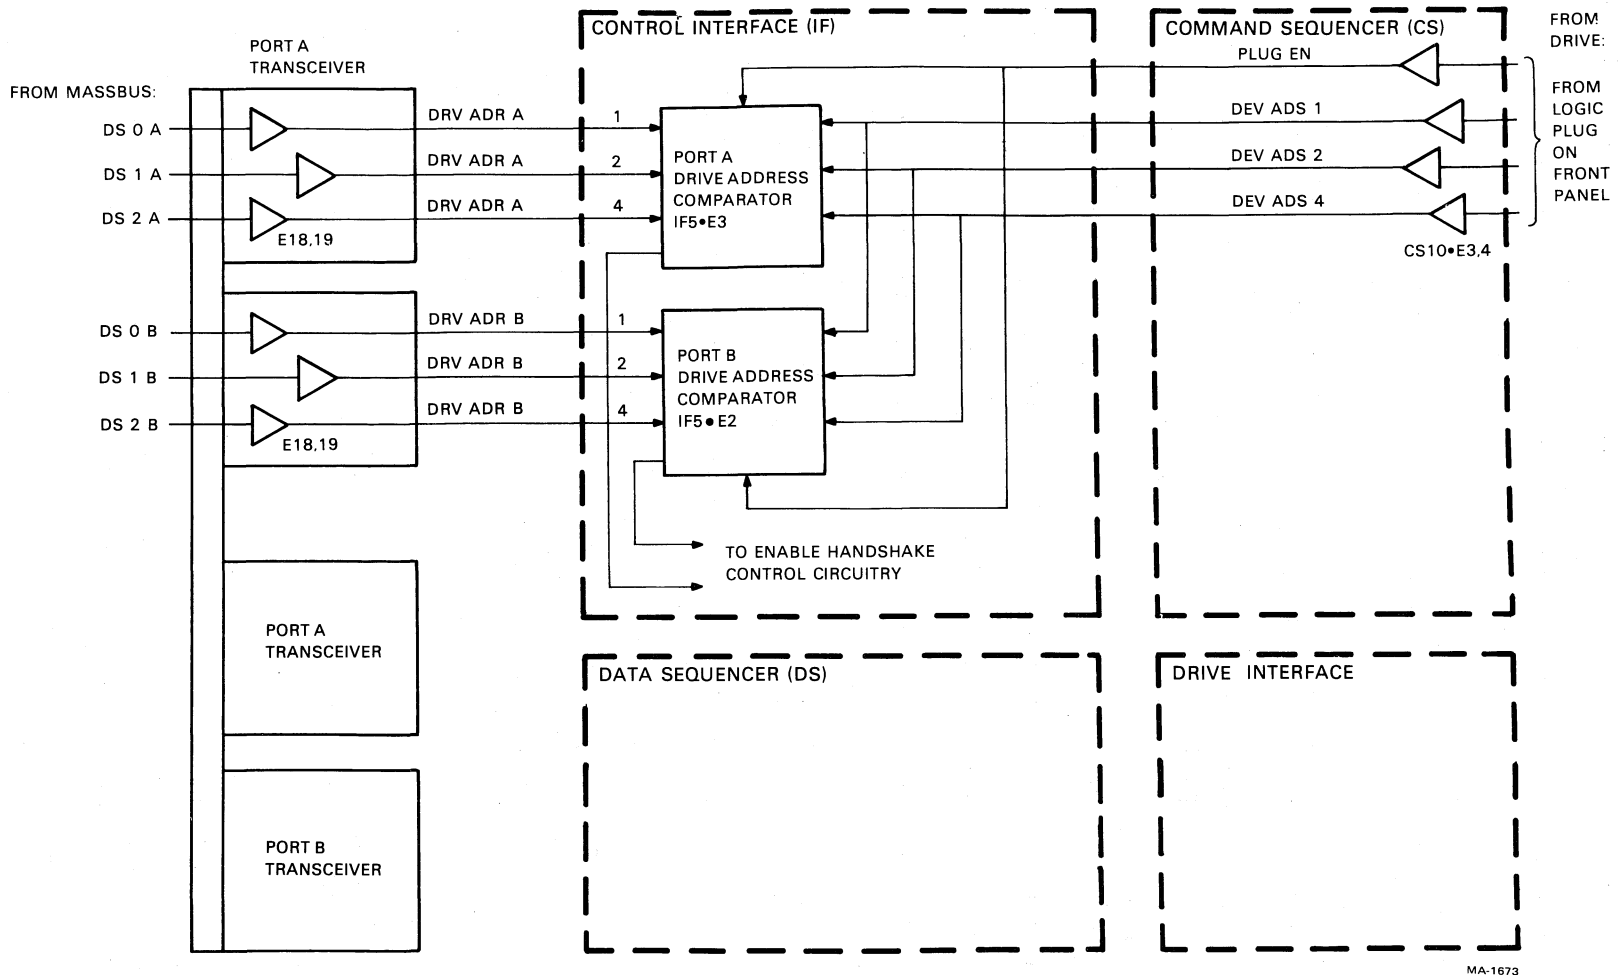 CONTROL INTERFACE (IF)
COMMAND SEQUENCER (CS)
FROM
DRIVE:
PORT A
TRANSCEIVER
PLUG EN
FROM MASSBUS:
FROM
LOGIC
PLUG
ON
FRONT
PANEL
DS 0 A
DRV ADR A
1
DEV ADS 1
DS 1 A
DRV ADR A
2
DEV ADS 2
DS 2 A
DRV ADR A
4
DEV ADS 4
E18,19
PORT A
DRIVE ADDRESS
COMPARATOR
IF5•E3
CS10•E3,4
DS 0 B
DRV ADR B
1
DS 1 B
DRV ADR B
2
DS 2 B
DRV ADR B
4
E18,19
PORT B
DRIVE ADDRESS
COMPARATOR
IF5•E2
TO ENABLE HANDSHAKE
CONTROL CIRCUITRY
PORT A
TRANSCEIVER
DATA SEQUENCER (DS)
DRIVE INTERFACE
PORT B
TRANSCEIVER
MA-1673